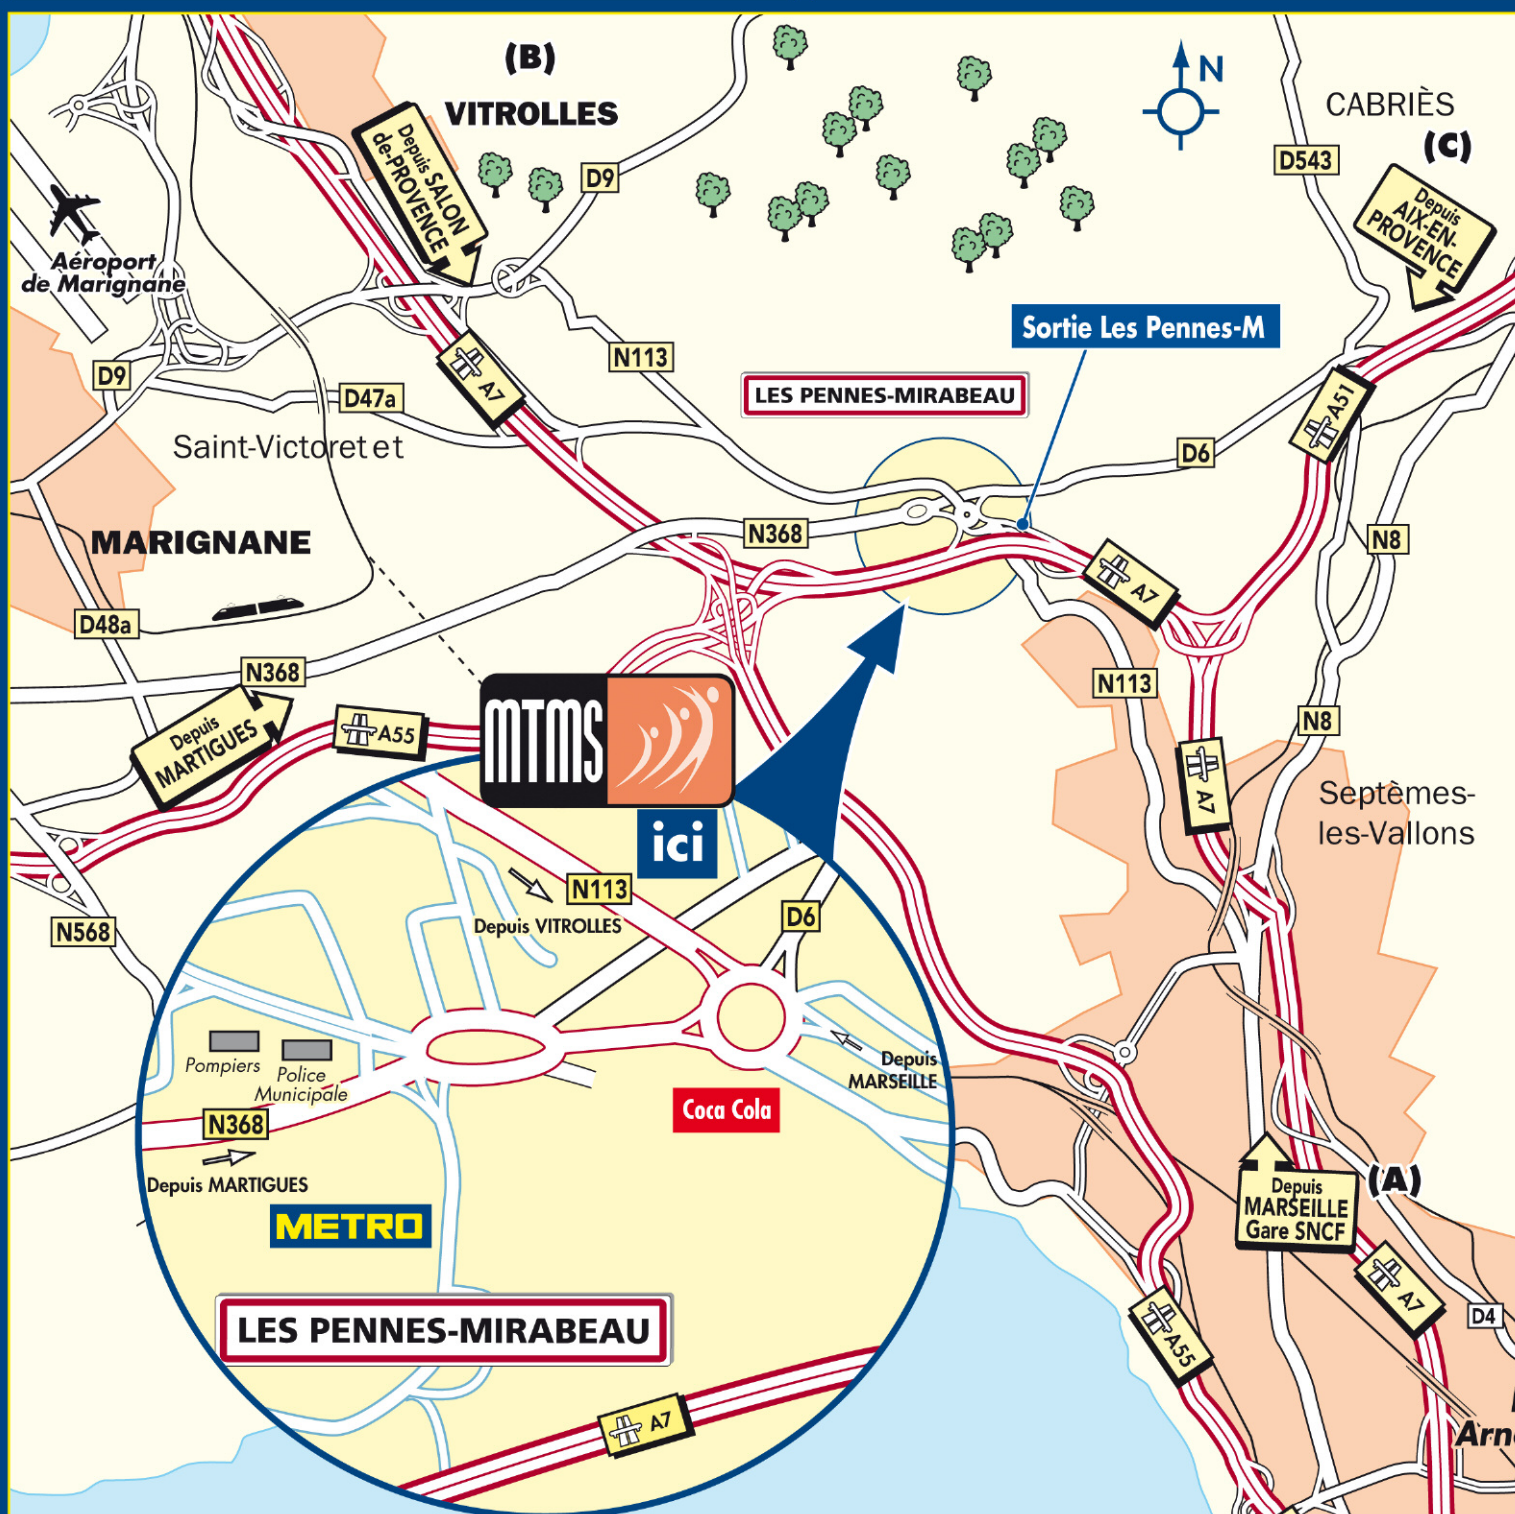 (B)
VITROLLES
N
CABRIÈS
(C)
D543
D9
Depuis SALON
de-PROVENCE
Depuis
AIX-EN-
PROVENCE
Aéroport
de Marignane
Sortie Les Pennes-M
N113
D9
D47a
A7
LES PENNES-MIRABEAU
A51
Saint-Victoret et
D6
N368
N8
MARIGNANE
A7
D48a
N368
N113
Depuis
MARTIGUES
A55
MTMS
N8
A7
Septèmes-
les-Vallons
ici
N113
Depuis VITROLLES
D6
N568
Pompiers
Police
Municipale
Depuis
MARSEILLE
Coca Cola
N368
Depuis MARTIGUES
METRO
(A)
Depuis
MARSEILLE
Gare SNCF
LES PENNES-MIRABEAU
A7
D4
A55
A7